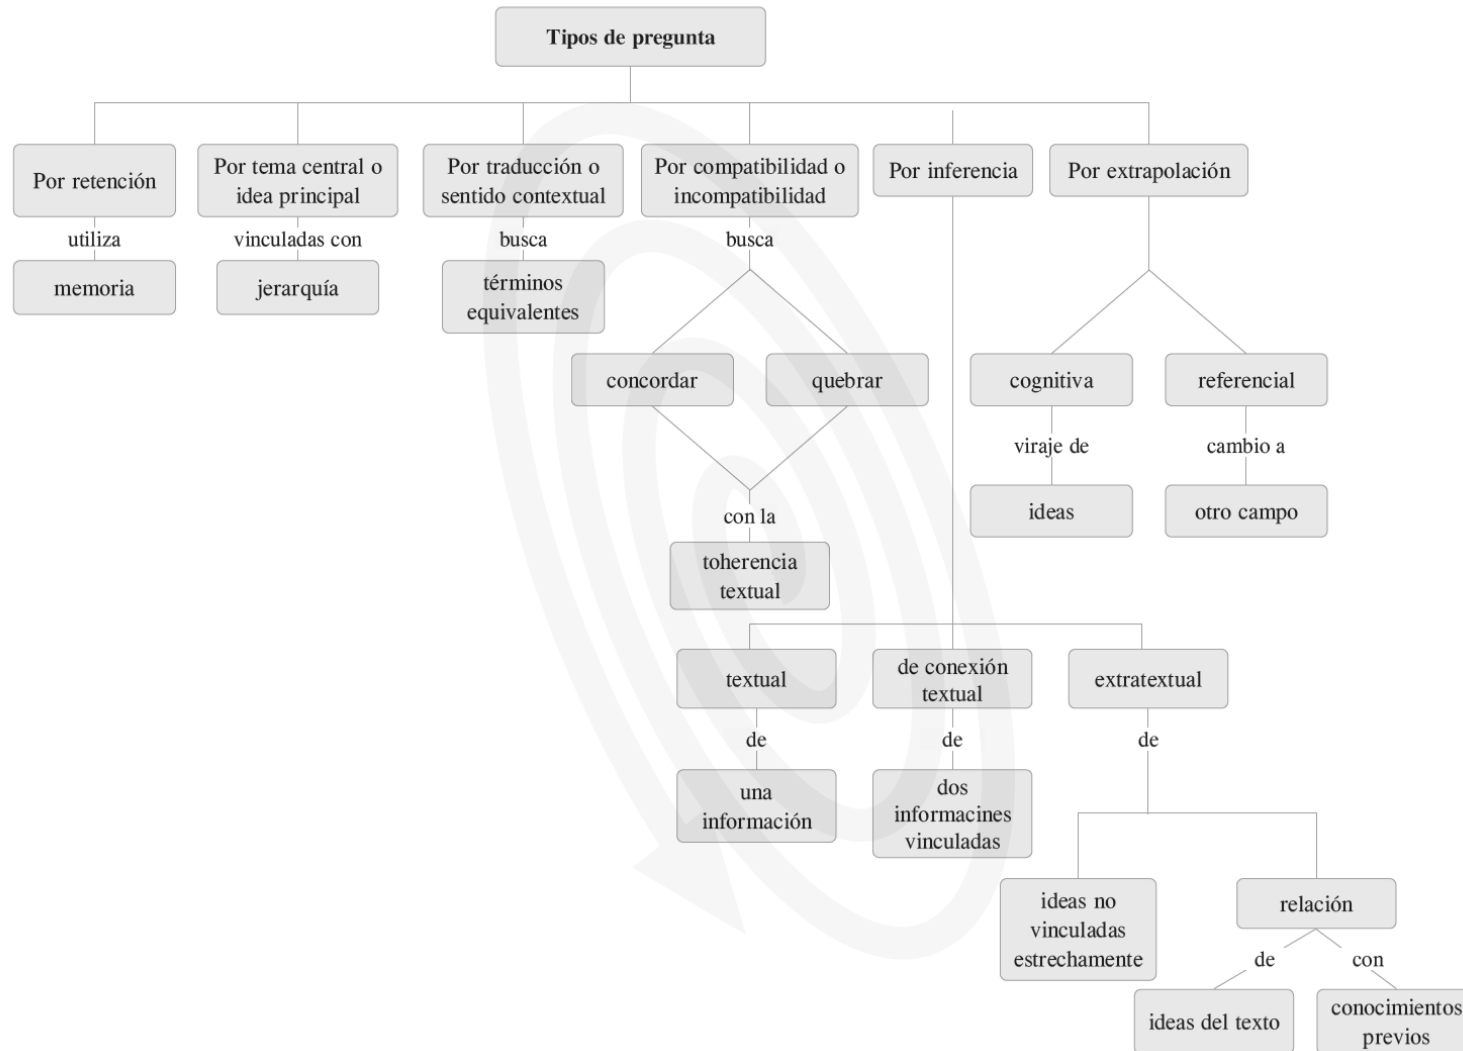 Tipos de pregunta
Por retención
Por tema central o
idea principal
Por traducción o
sentido contextual
Por compatibilidad o
incompatibilidad
Por inferencia
Por extrapolación
utiliza
vinculadas con
busca
busca
memoria
jerarquía
términos
equivalentes
concordar
quebrar
cognitiva
referencial
viraje de
cambio a
ideas
otro campo
con la
toherencia
textual
textual
de conexión
textual
extratextual
de
de
de
una
información
dos
informacines
vinculadas
ideas no
vinculadas
estrechamente
relación
de
con
ideas del texto
conocimientos
previos